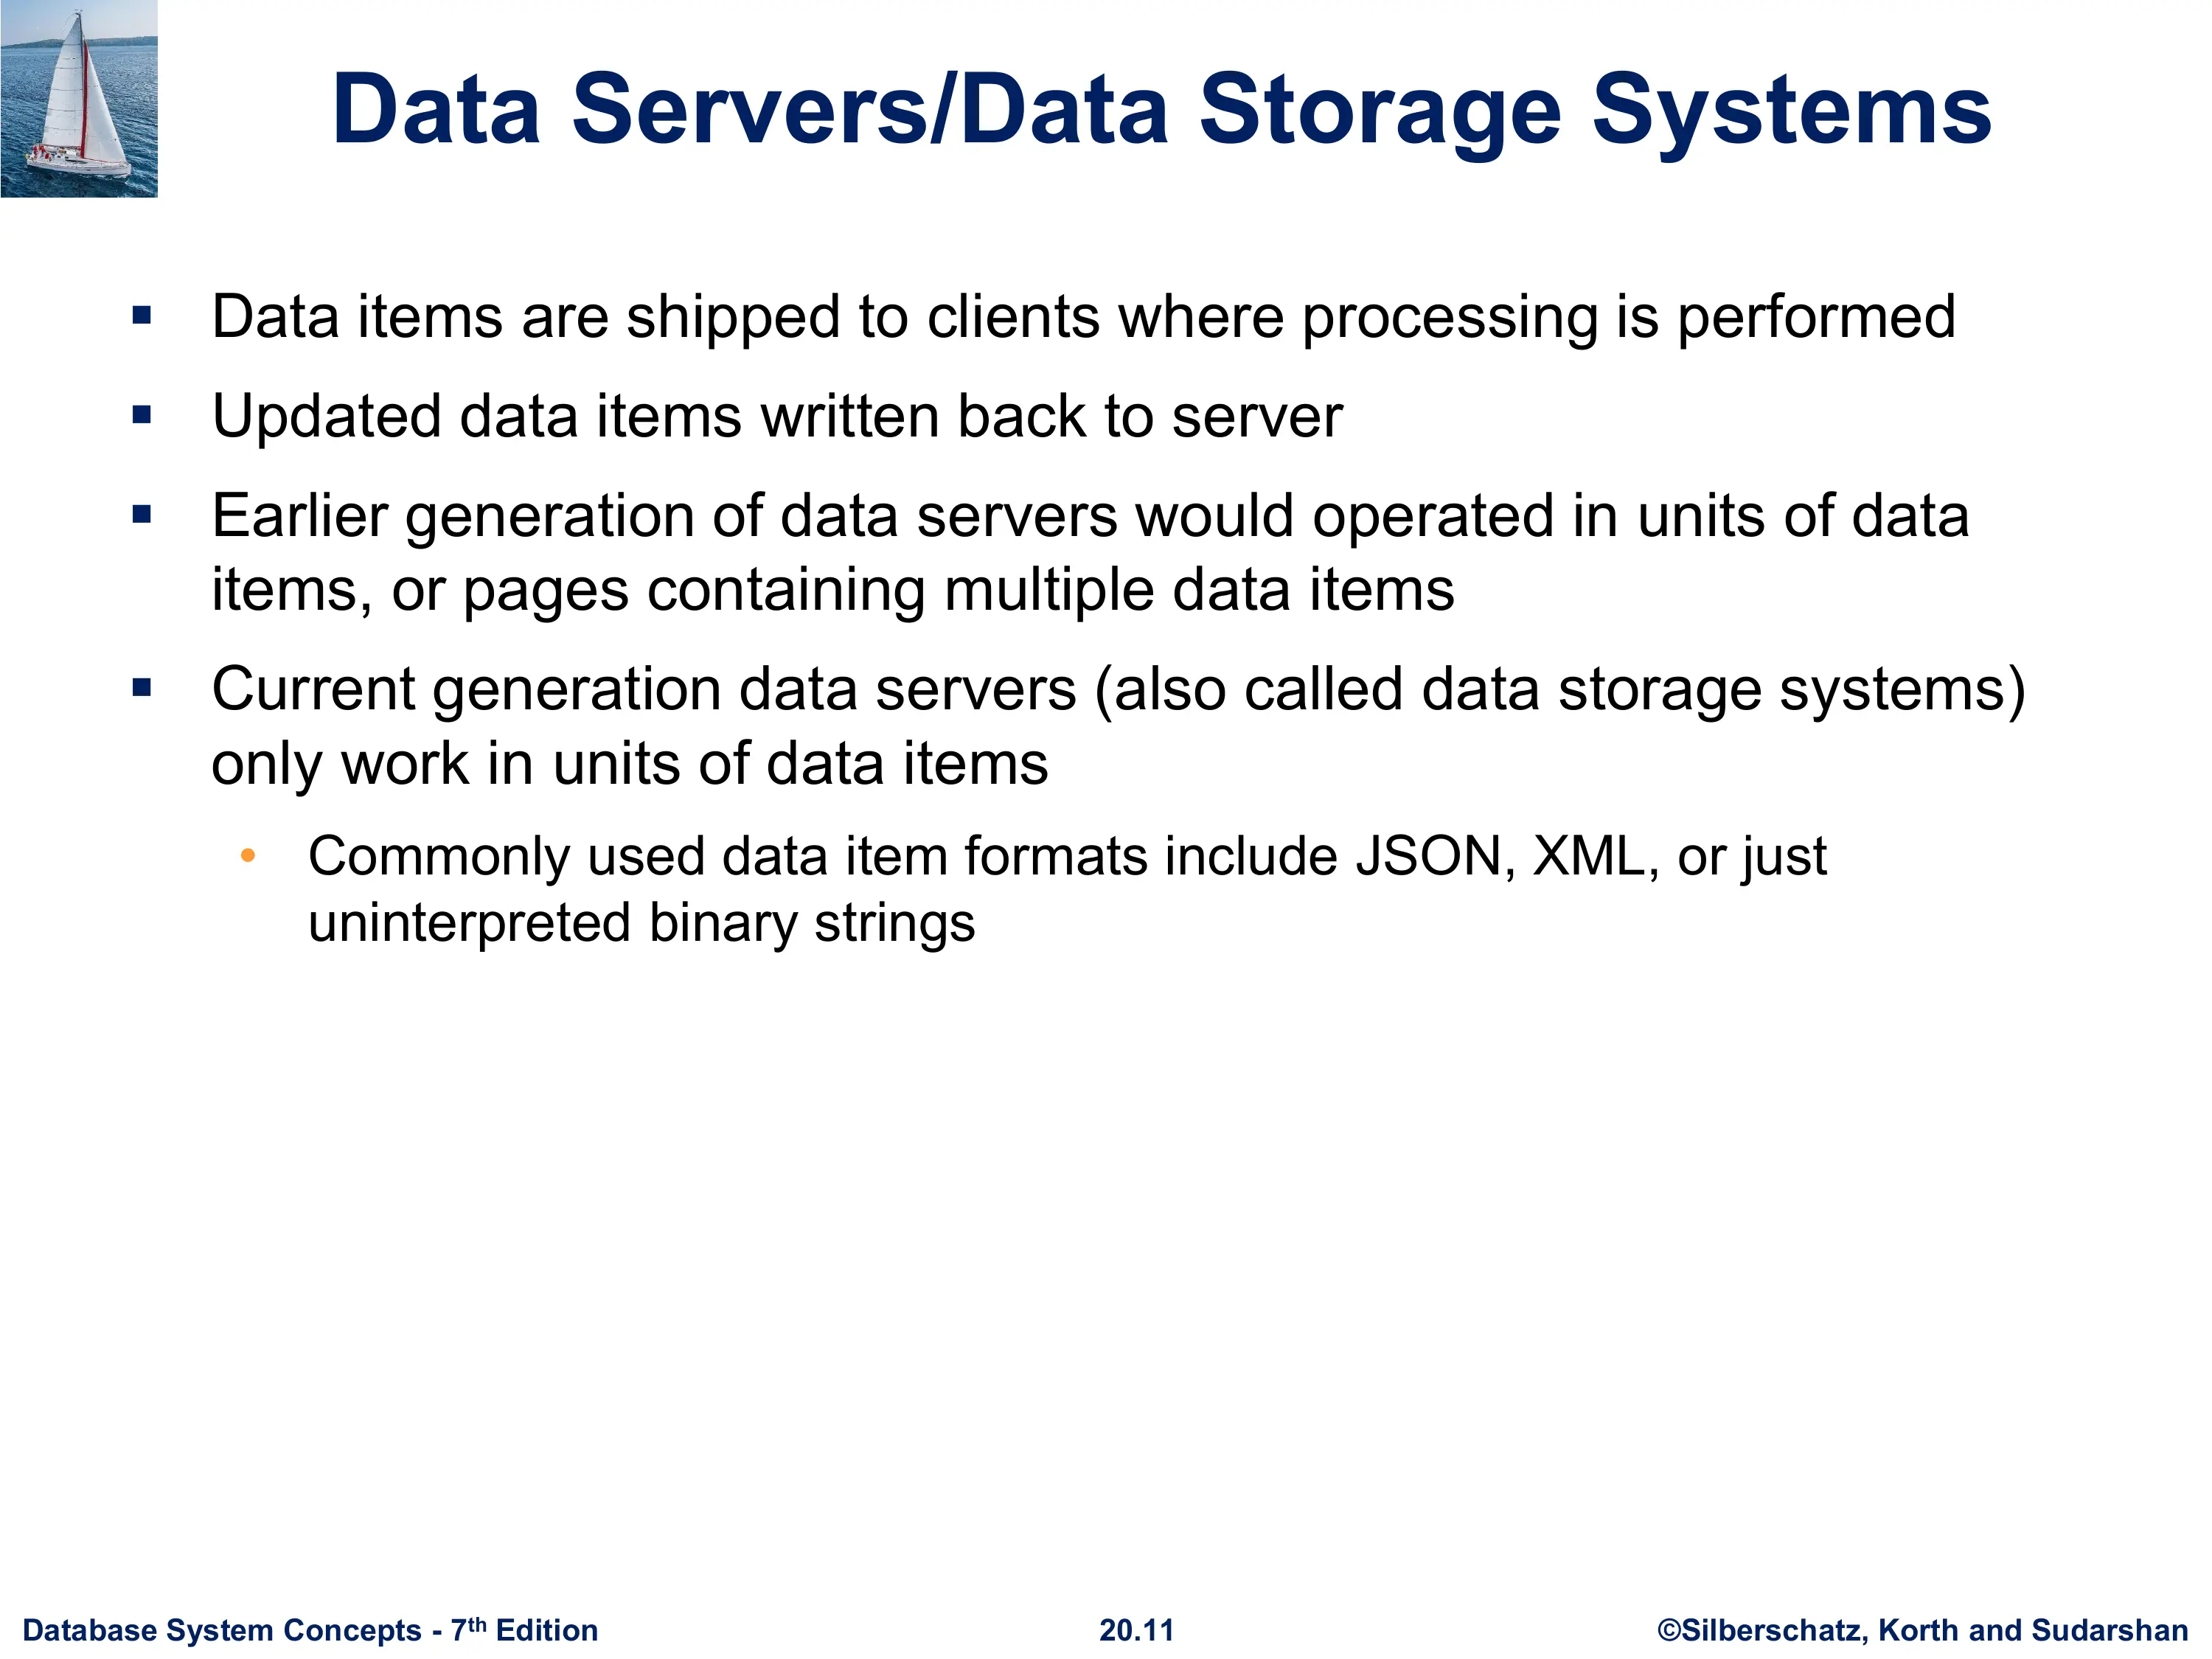 Data Servers/Data Storage Systems
▪ Data items are shipped to clients where processing is performed
▪ Updated data items written back to server
▪ Earlier generation of data servers would operated in units of data
items, or pages containing multiple data items
▪ Current generation data servers (also called data storage systems)
only work in units of data items
• Commonly used data item formats include JSON, XML, or just
uninterpreted binary strings
Database System Concepts - 7th Edition
20.11
©Silberschatz, Korth and Sudarshan